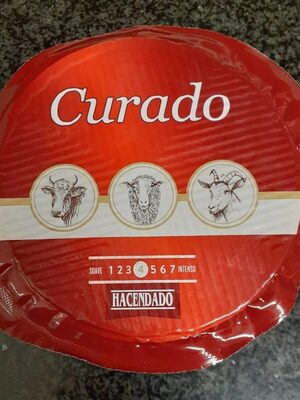 Curado
SUAVE 1 2 3 4 5 6 7 INTENSO
HACENDADO